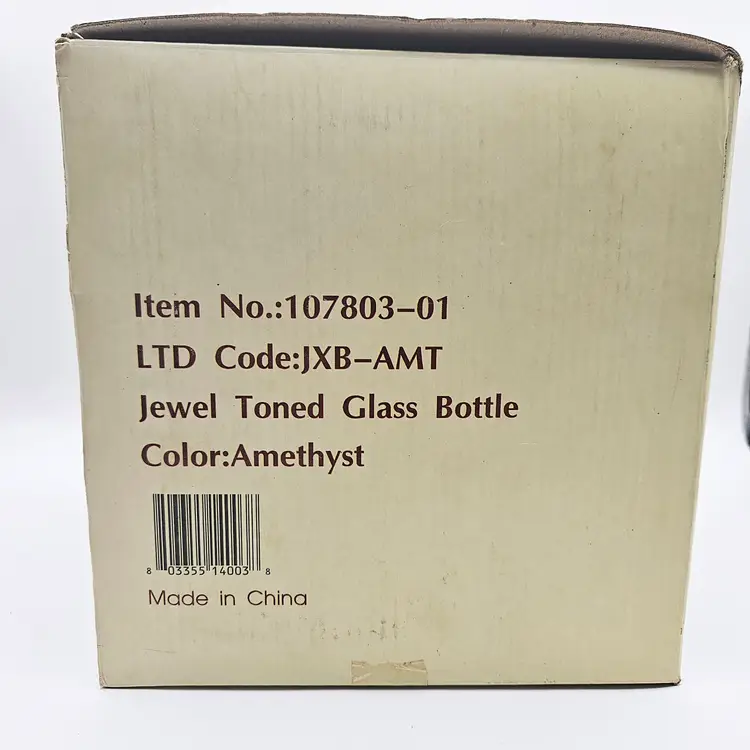 Item No.:107803-01
LTD Code:JXB-AMT
Jewel Toned Glass Bottle
Color:Amethyst
8 03355 14003 8
Made in China